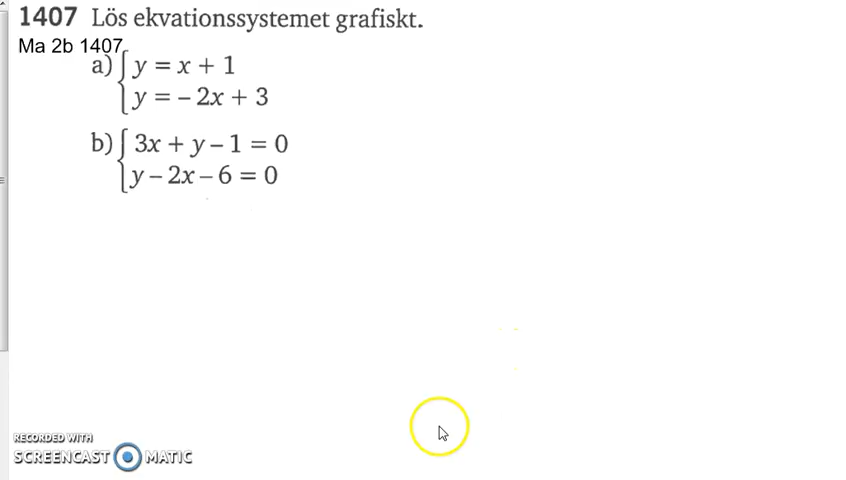 1407 Lös ekvationssystemet grafiskt.
Ma 2b 1407
a) { y = x + 1
y = – 2x + 3
b) { 3x + y – 1 = 0
y – 2x – 6 = 0
RECORDED WITH
SCREENCAST MATIC